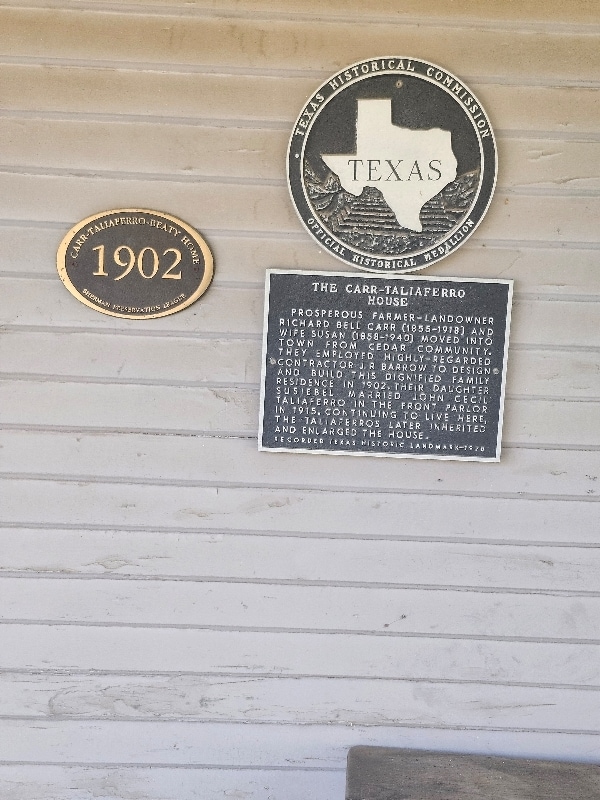 CARR-TALIAFERRO-BEATY HOME
1902
SHERMAN PRESERVATION LEAGUE
TEXAS HISTORICAL COMMISSION
TEXAS
OFFICIAL HISTORICAL MEDALLION
THE CARR-TALIAFERRO
HOUSE
PROSPEROUS FARMER-LANDOWNER
RICHARD BELL CARR (1856-1918) AND
WIFE SUSAN (1858-1940) MOVED INTO
TOWN FROM CEDAR COMMUNITY.
THEY EMPLOYED HIGHLY-REGARDED
CONTRACTOR J.R. BARROW TO DESIGN
AND BUILD THIS DIGNIFIED FAMILY
RESIDENCE IN 1902. THEIR DAUGHTER
SUSIEBEL MARRIED JOHN CECIL
TALIAFERRO IN THE FRONT PARLOR
IN 1915. CONTINUING TO LIVE HERE,
THE TALIAFERROS LATER INHERITED
AND ENLARGED THE HOUSE.
RECORDED TEXAS HISTORIC LANDMARK-1978